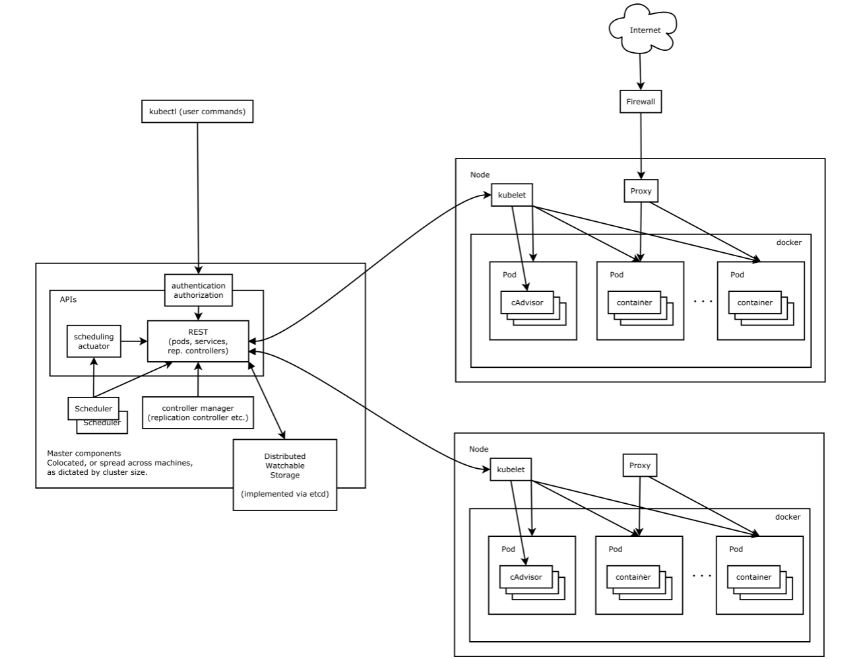 Internet
kubectl (user commands)
Firewall
Node
kubelet
Proxy
docker
Pod
cAdvisor
Pod
container
. . .
Pod
container
authentication
authorization
APIs
REST
(pods, services,
rep. controllers)
scheduling
actuator
Scheduler
Scheduler
controller manager
(replication controller etc.)
Master components
Colocated, or spread across machines,
as dictated by cluster size.
Distributed
Watchable
Storage
(implemented via etcd)
Node
kubelet
Proxy
docker
Pod
cAdvisor
Pod
container
. . .
Pod
container